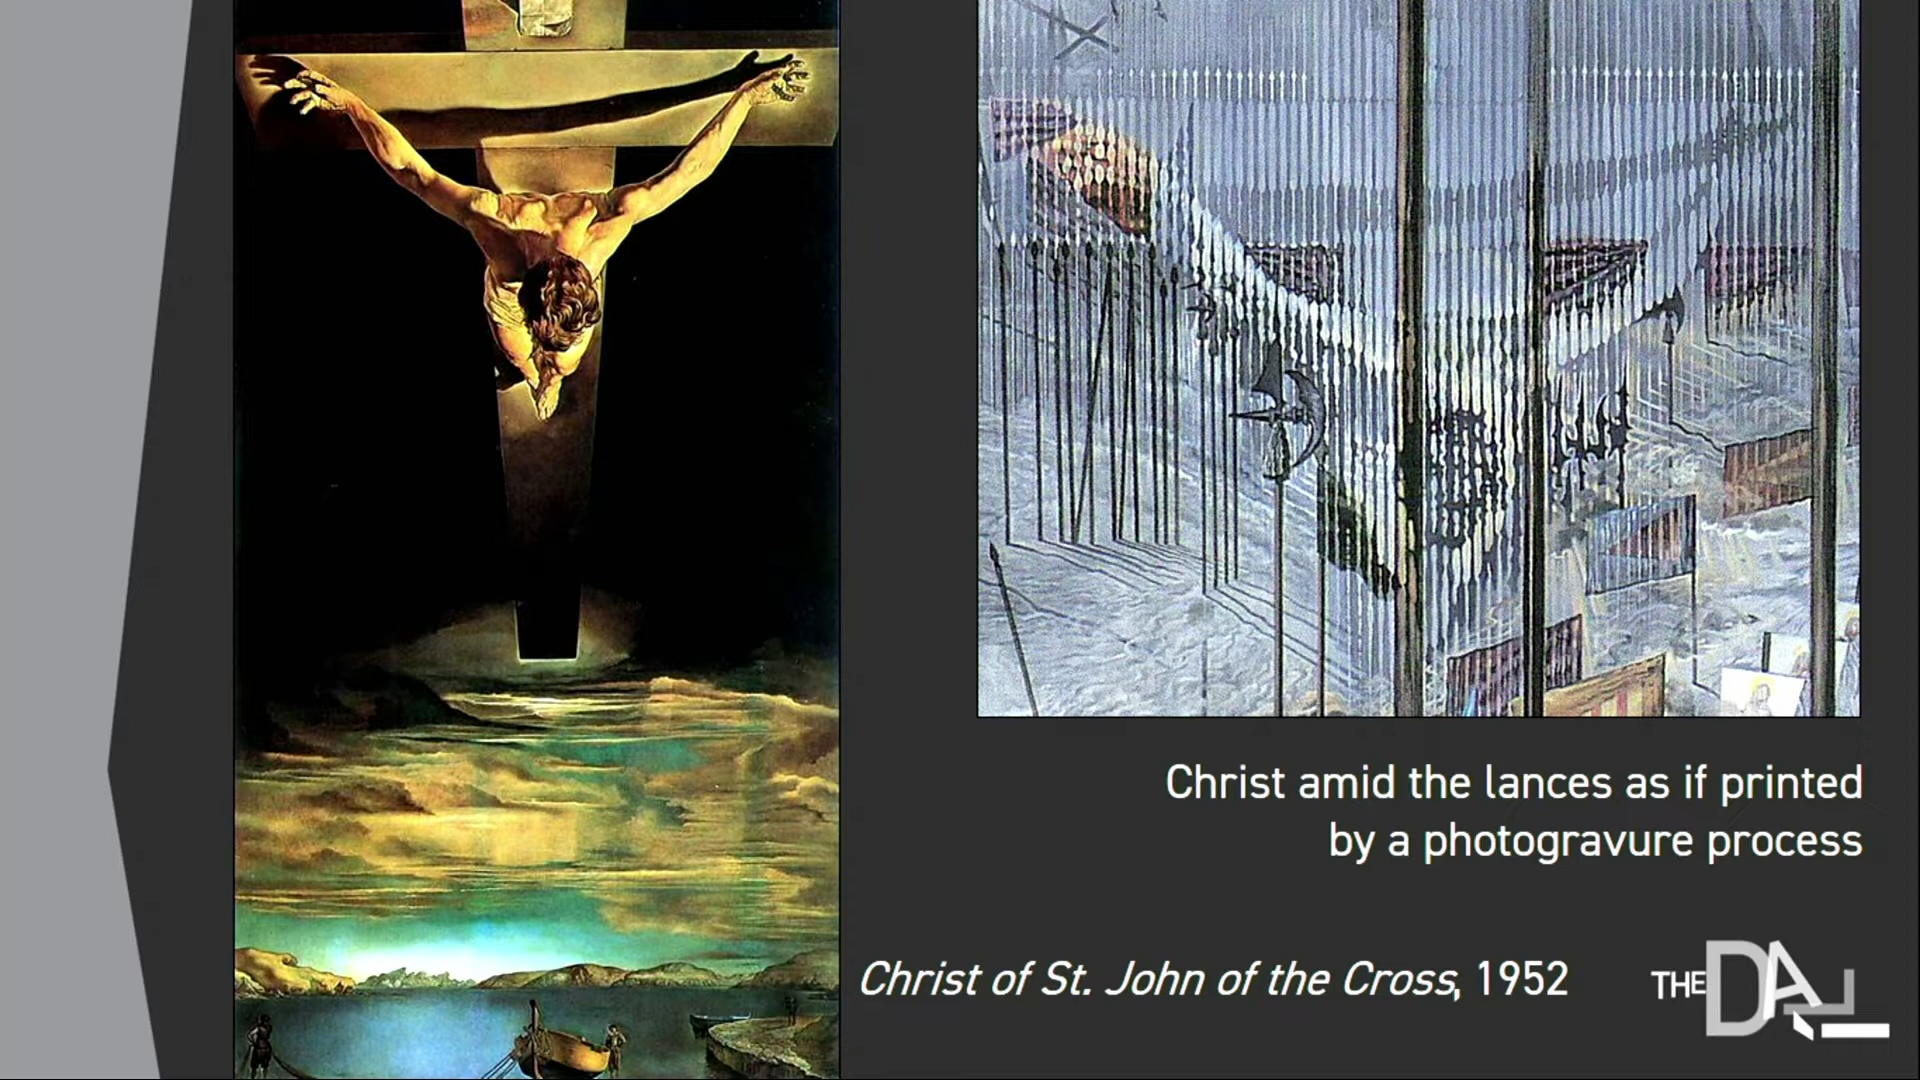 Christ amid the lances as if printed
by a photogravure process
Christ of St. John of the Cross, 1952
THE DALI